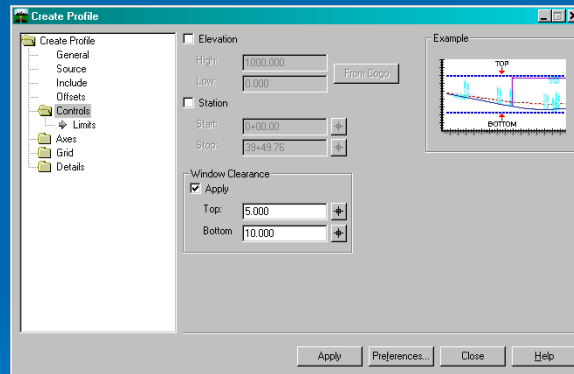 Create Profile
Create Profile
General
Source
Include
Offsets
Controls
Limits
Axes
Grid
Details
Elevation
High: 1000.000
Low: 0.000
From Cogo
Station
Start: 0+00.00
Stop: 39+49.76
Window Clearance
Apply
Top: 5.000
Bottom 10.000
Example
TOP
BOTTOM
Apply
Preferences...
Close
Help